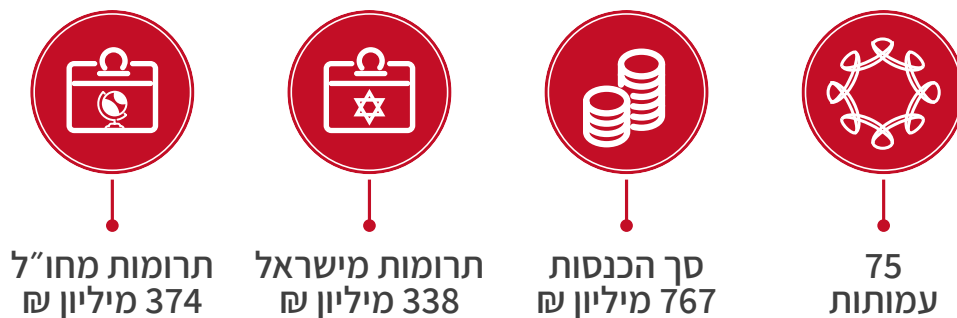 75
עמותות
סך הכנסות
767 מיליון ₪
תרומות מישראל
338 מיליון ₪
תרומות מחו״ל
374 מיליון ₪